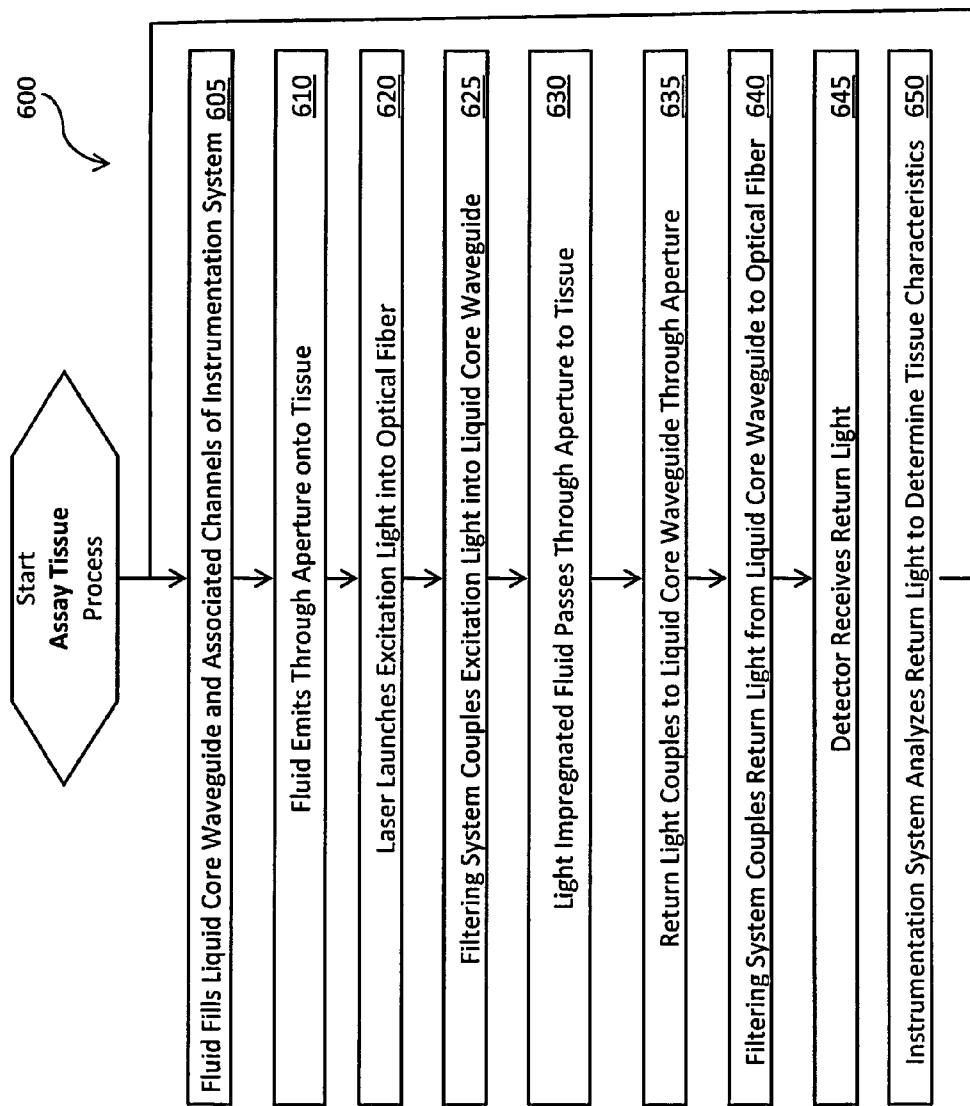 600
Start
Assay Tissue
Process
Fluid Fills Liquid Core Waveguide and Associated Channels of Instrumentation System 605
Fluid Emits Through Aperture onto Tissue 610
Laser Launches Excitation Light into Optical Fiber 620
Filtering System Couples Excitation Light into Liquid Core Waveguide 625
Light Impregnated Fluid Passes Through Aperture to Tissue 630
Return Light Couples to Liquid Core Waveguide Through Aperture 635
Filtering System Couples Return Light from Liquid Core Waveguide to Optical Fiber 640
Detector Receives Return Light 645
Instrumentation System Analyzes Return Light to Determine Tissue Characteristics 650